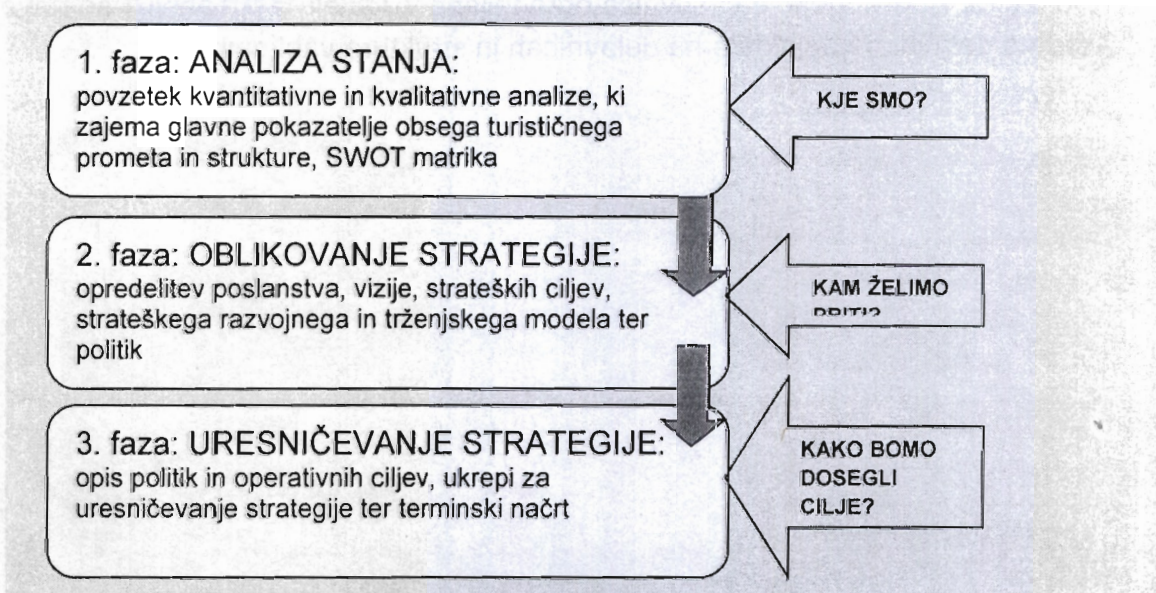 1. faza: ANALIZA STANJA:
povzetek kvantitativne in kvalitativne analize, ki
zajema glavne pokazatelje obsega turističnega
prometa in strukture, SWOT matrika
KJE SMO?
2. faza: OBLIKOVANJE STRATEGIJE:
opredelitev poslanstva, vizije, strateških ciljev,
strateškega razvojnega in trženjskega modela ter
politik
KAM ŽELIMO
PRITI?
3. faza: URESNIČEVANJE STRATEGIJE:
opis politik in operativnih ciljev, ukrepi za
uresničevanje strategije ter terminski načrt
KAKO BOMO
DOSEGLI
CILJE?